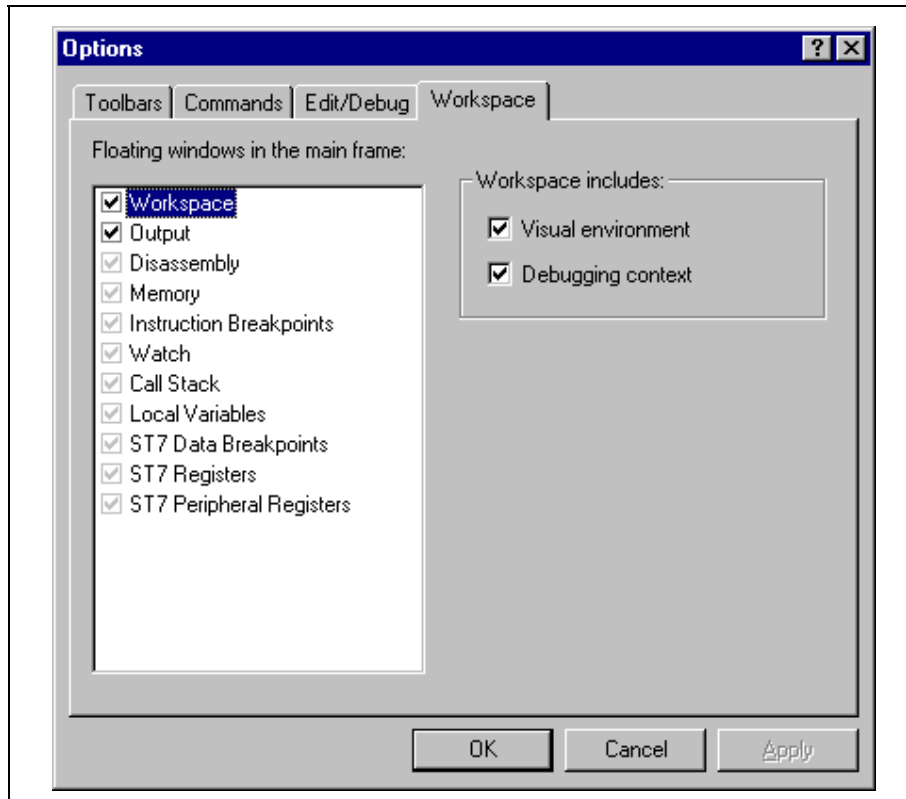 Options
Toolbars Commands Edit/Debug Workspace
Floating windows in the main frame:
Workspace
Output
Disassembly
Memory
Instruction Breakpoints
Watch
Call Stack
Local Variables
ST7 Data Breakpoints
ST7 Registers
ST7 Peripheral Registers
Workspace includes:
Visual environment
Debugging context
OK Cancel Apply